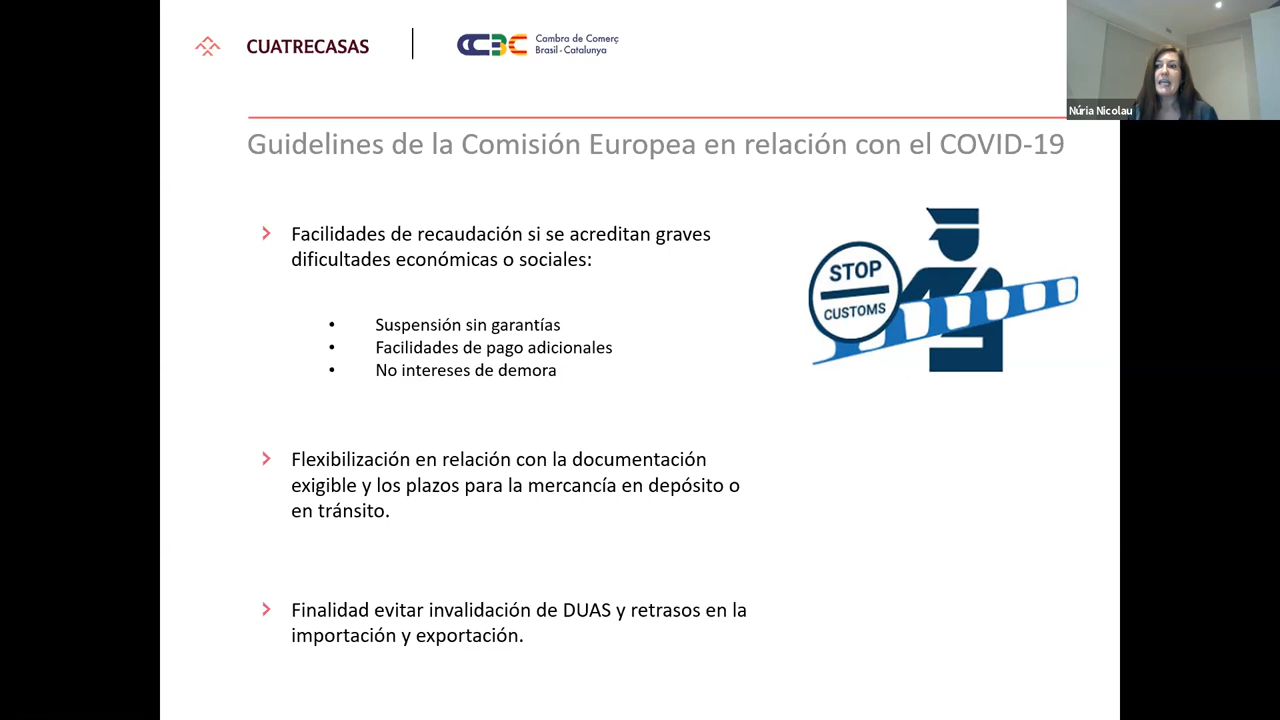 CUATRECASAS
CCBC
Cambra de Comerç
Brasil - Catalunya
Núria Nicolau
Guidelines de la Comisión Europea en relación con el COVID-19
Facilidades de recaudación si se acreditan graves
dificultades económicas o sociales:
• Suspensión sin garantías
• Facilidades de pago adicionales
• No intereses de demora
STOP
CUSTOMS
Flexibilización en relación con la documentación
exigible y los plazos para la mercancía en depósito o
en tránsito.
Finalidad evitar invalidación de DUAS y retrasos en la
importación y exportación.